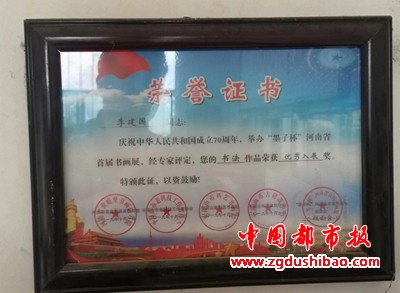 荣誉证书
李建国 同志:
庆祝中华人民共和国成立70周年,举办“墨子杯”河南省
首届书画展、经专家评定,您的 书法 作品荣获 优秀入展 奖。
特颁此证、以资鼓励!
中国都市报
www.zgdushibao.com